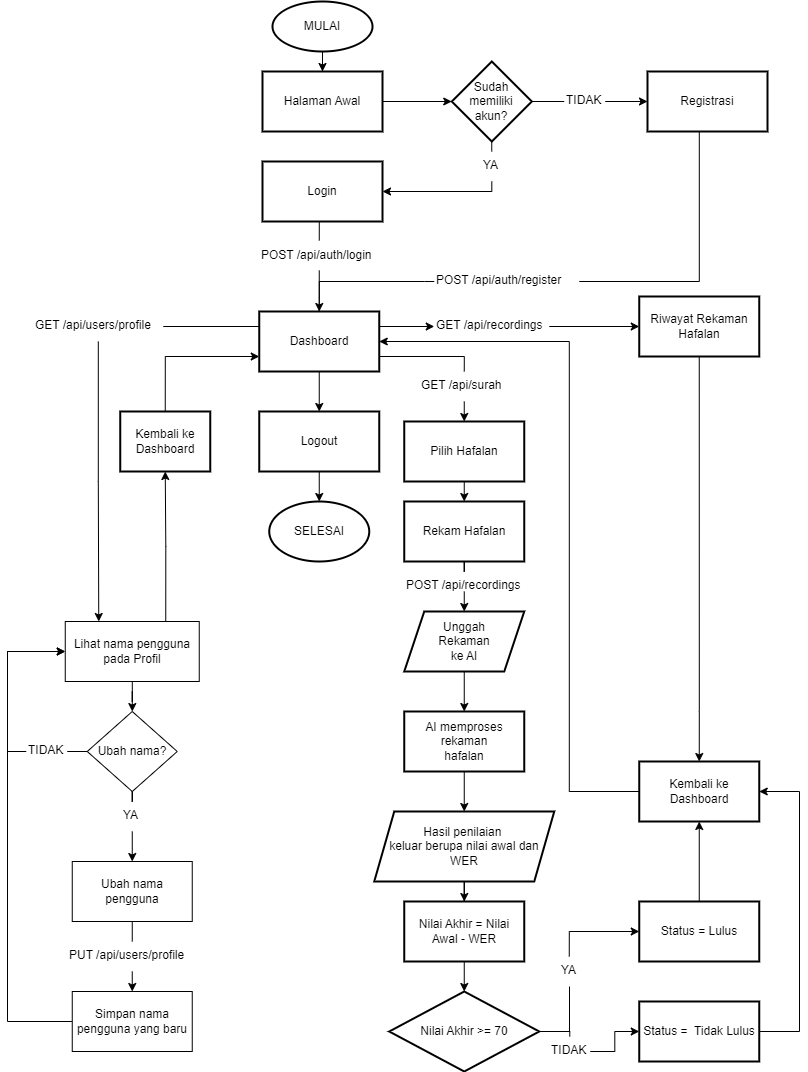 MULAI
Halaman Awal
Sudah
memiliki
akun?
TIDAK
Registrasi
YA
Login
POST /api/auth/login
POST /api/auth/register
GET /api/users/profile
Dashboard
GET /api/recordings
Riwayat Rekaman
Hafalan
GET /api/surah
Kembali ke
Dashboard
Logout
Pilih Hafalan
SELESAI
Rekam Hafalan
POST /api/recordings
Lihat nama pengguna
pada Profil
Unggah
Rekaman
ke AI
Ubah nama?
TIDAK
YA
AI memproses
rekaman
hafalan
Kembali ke
Dashboard
Hasil penilaian
keluar berupa nilai awal dan
WER
Ubah nama
pengguna
Nilai Akhir = Nilai
Awal - WER
Status = Lulus
PUT /api/users/profile
YA
Simpan nama
pengguna yang baru
Nilai Akhir >= 70
TIDAK
Status =  Tidak Lulus